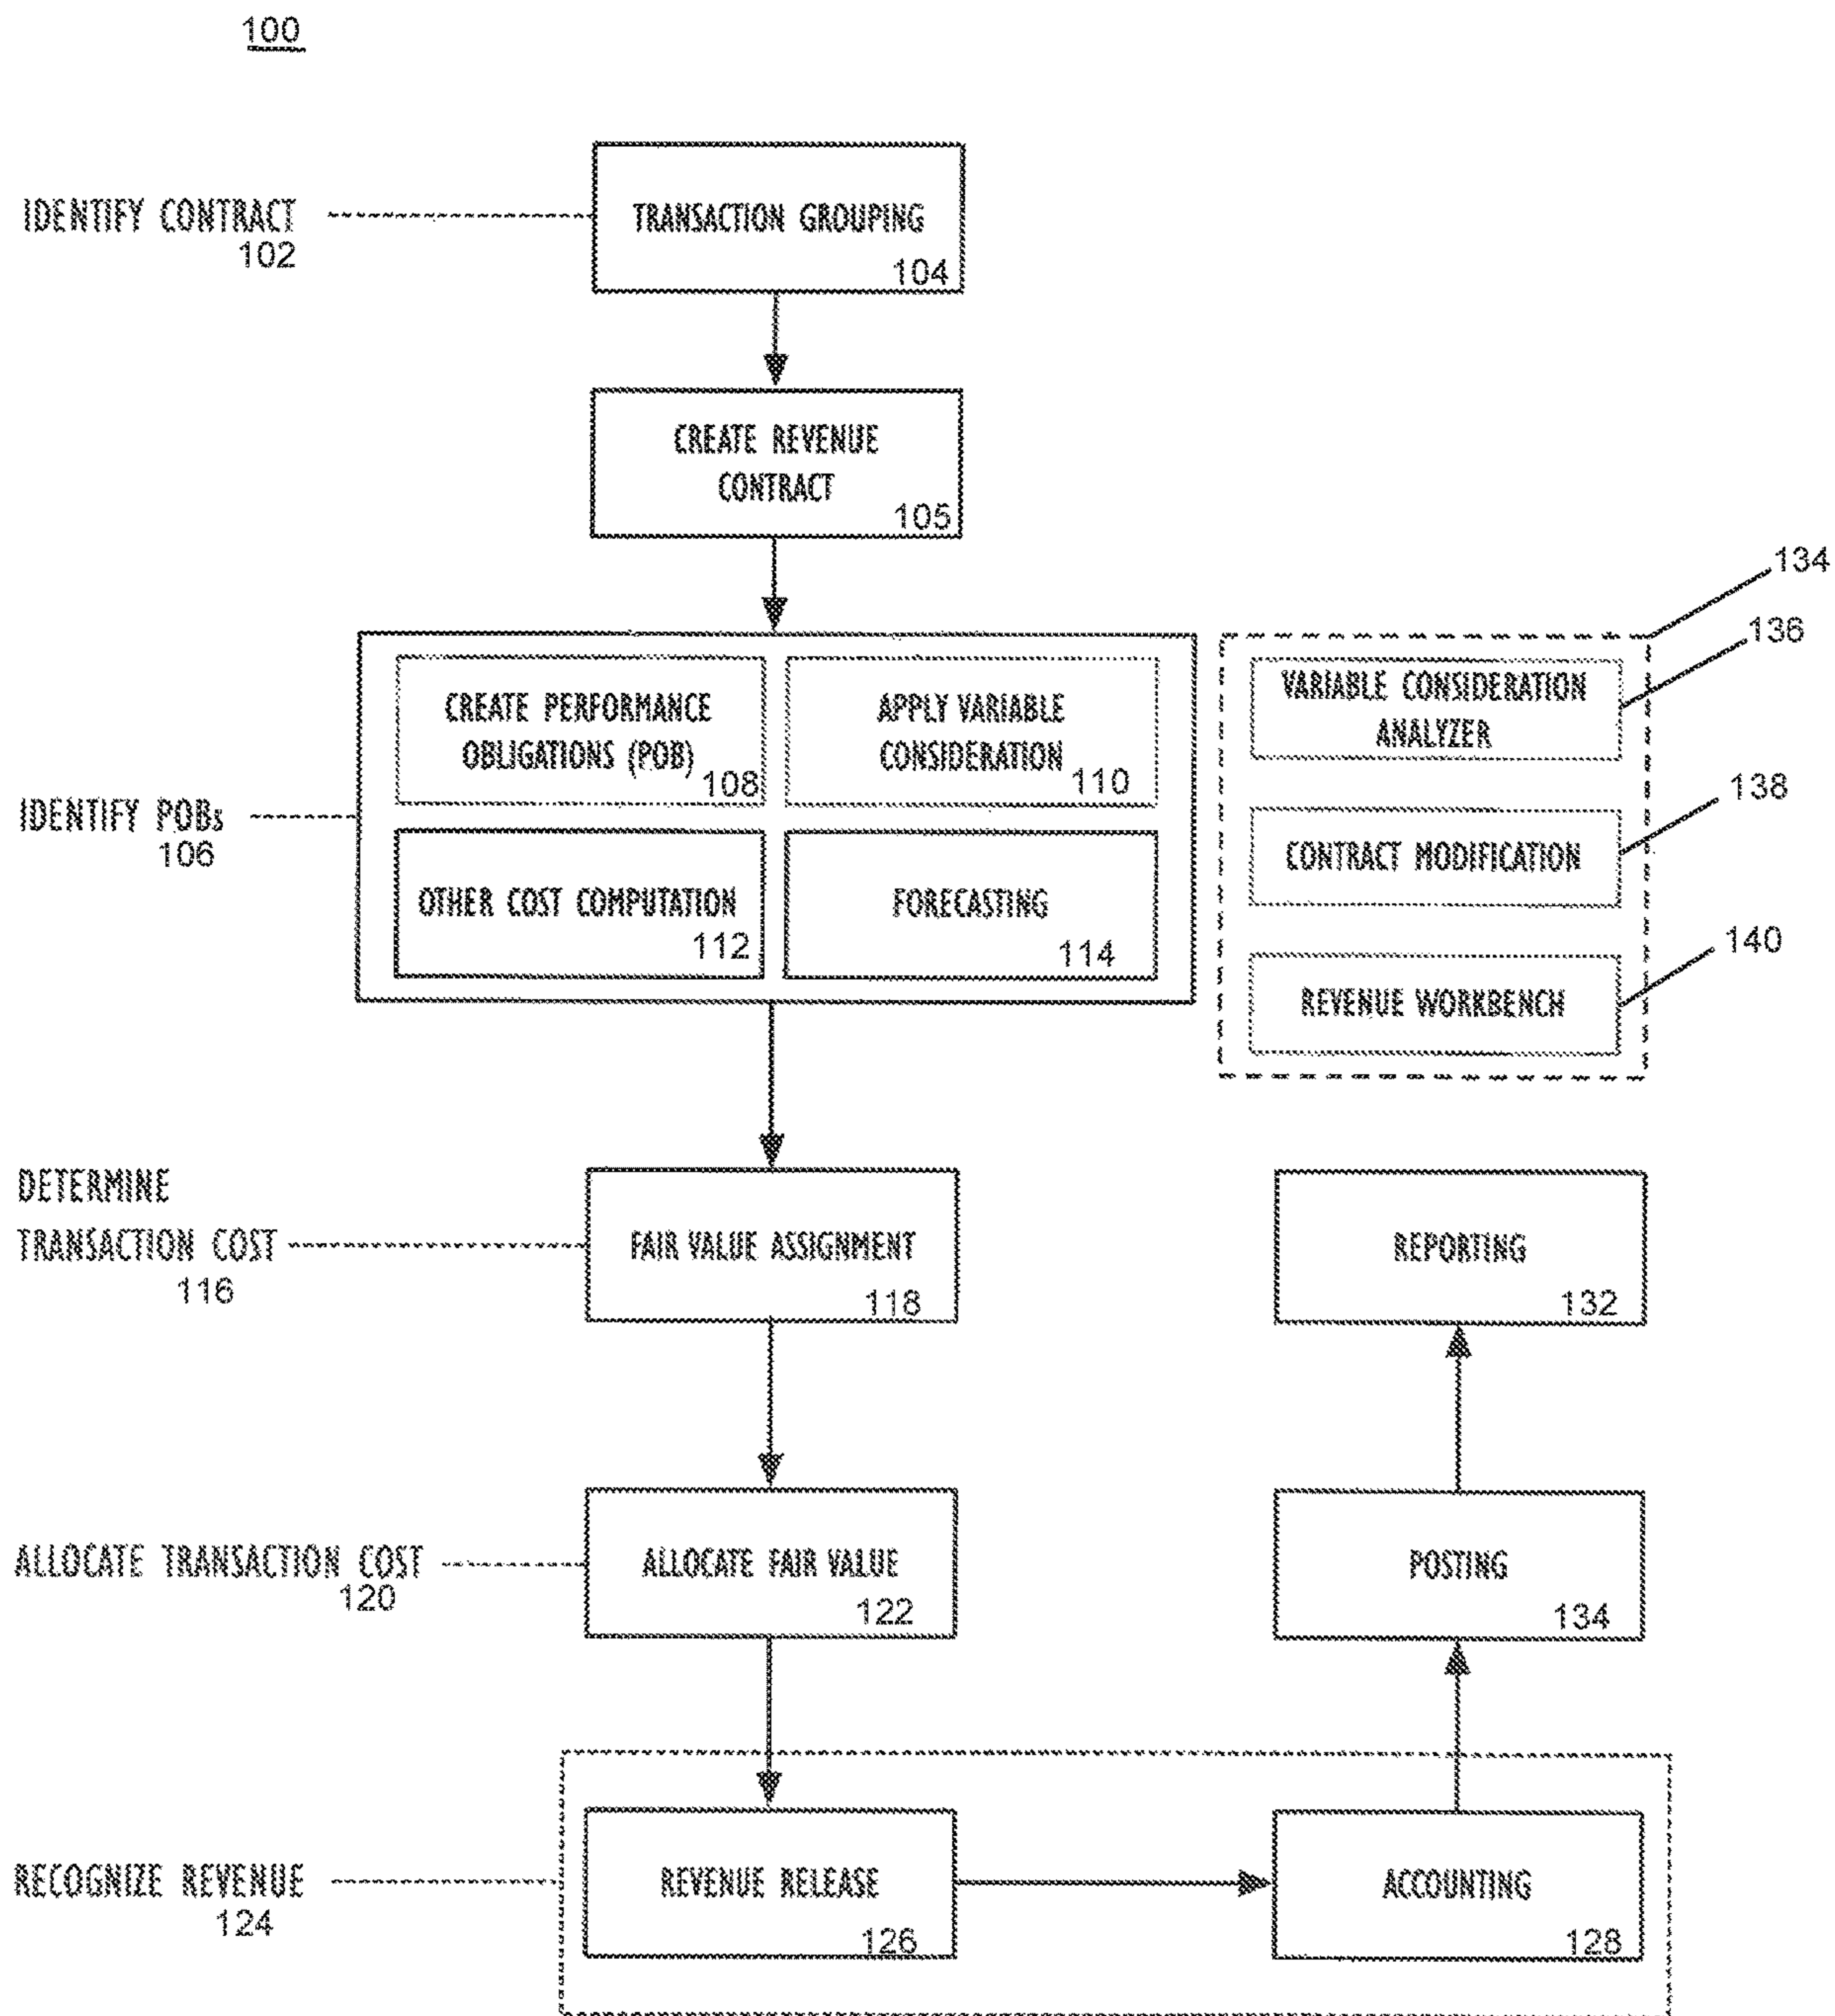 100
TRANSACTION GROUPING
104
IDENTIFY CONTRACT
102
CREATE REVENUE
CONTRACT
105
134
136
138
140
CREATE PERFORMANCE
OBLIGATIONS (POB)
108
APPLY VARIABLE
CONSIDERATION
110
VARIABLE CONSIDERATION
ANALYZER
IDENTIFY POBs
106
OTHER COST COMPUTATION
112
FORECASTING
114
CONTRACT MODIFICATION
REVENUE WORKBENCH
DETERMINE
TRANSACTION COST
116
FAIR VALUE ASSIGNMENT
118
REPORTING
132
ALLOCATE TRANSACTION COST
120
ALLOCATE FAIR VALUE
122
POSTING
134
RECOGNIZE REVENUE
124
REVENUE RELEASE
126
ACCOUNTING
128